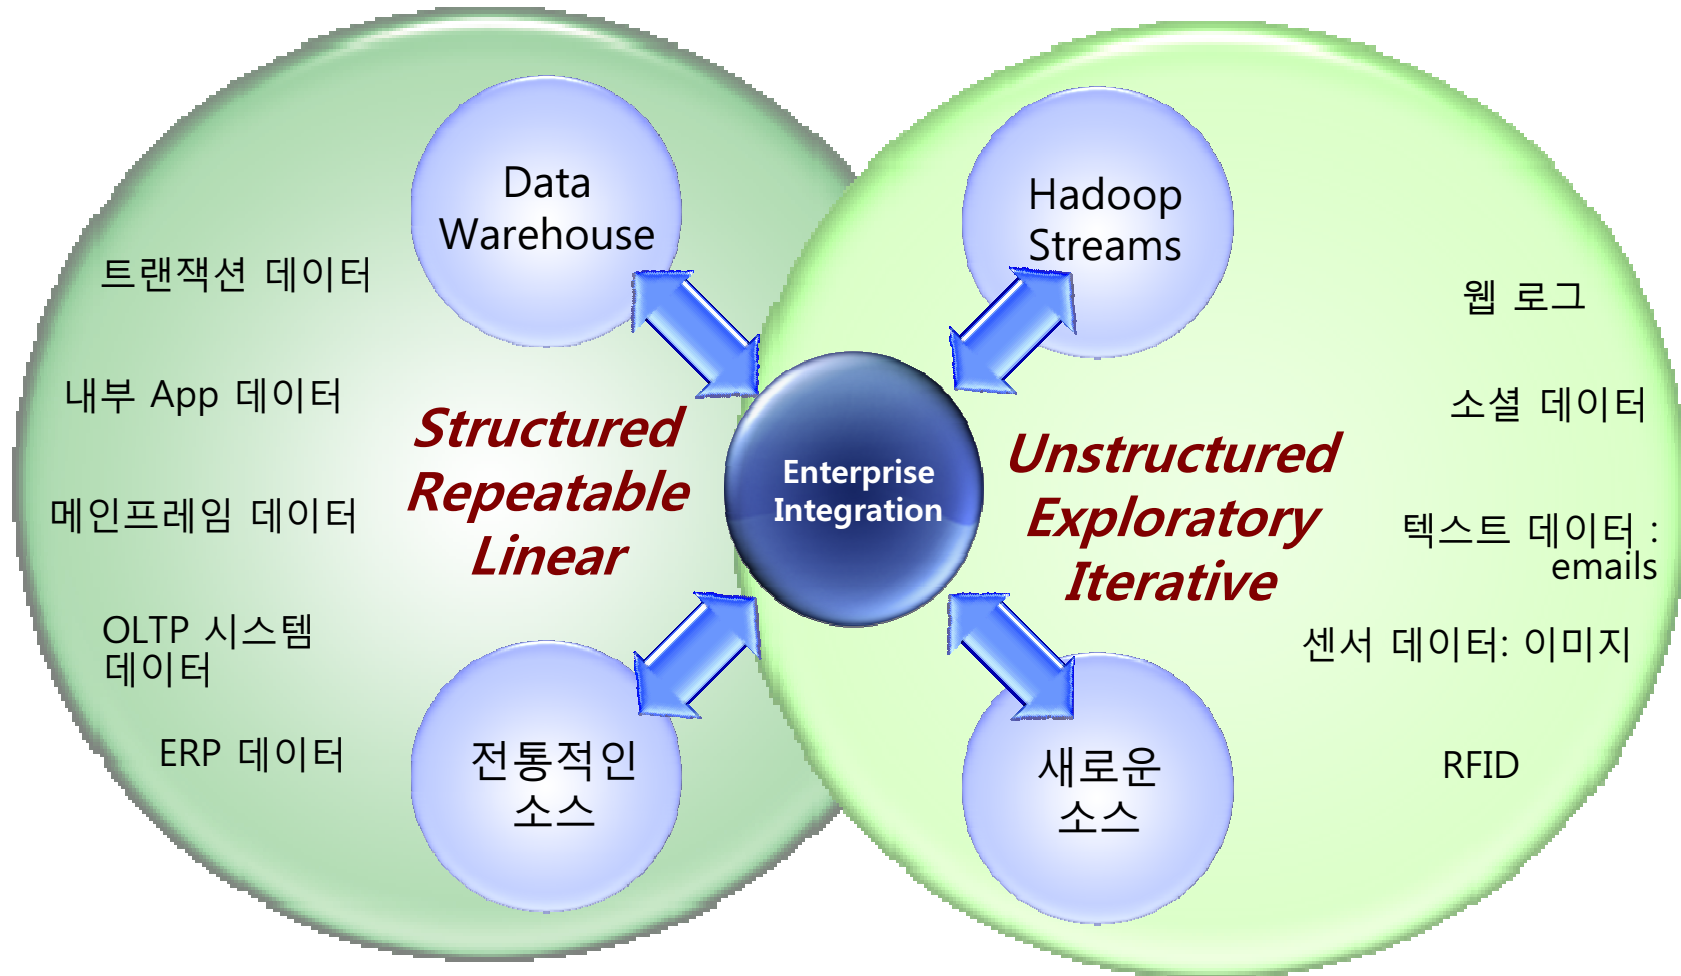 Data
Warehouse
트랜잭션 데이터
내부 App 데이터
메인프레임 데이터
OLTP 시스템
데이터
ERP 데이터
Structured
Repeatable
Linear
전통적인
소스
Enterprise
Integration
Hadoop
Streams
Unstructured
Exploratory
Iterative
새로운
소스
웹 로그
소셜 데이터
텍스트 데이터 :
emails
센서 데이터: 이미지
RFID